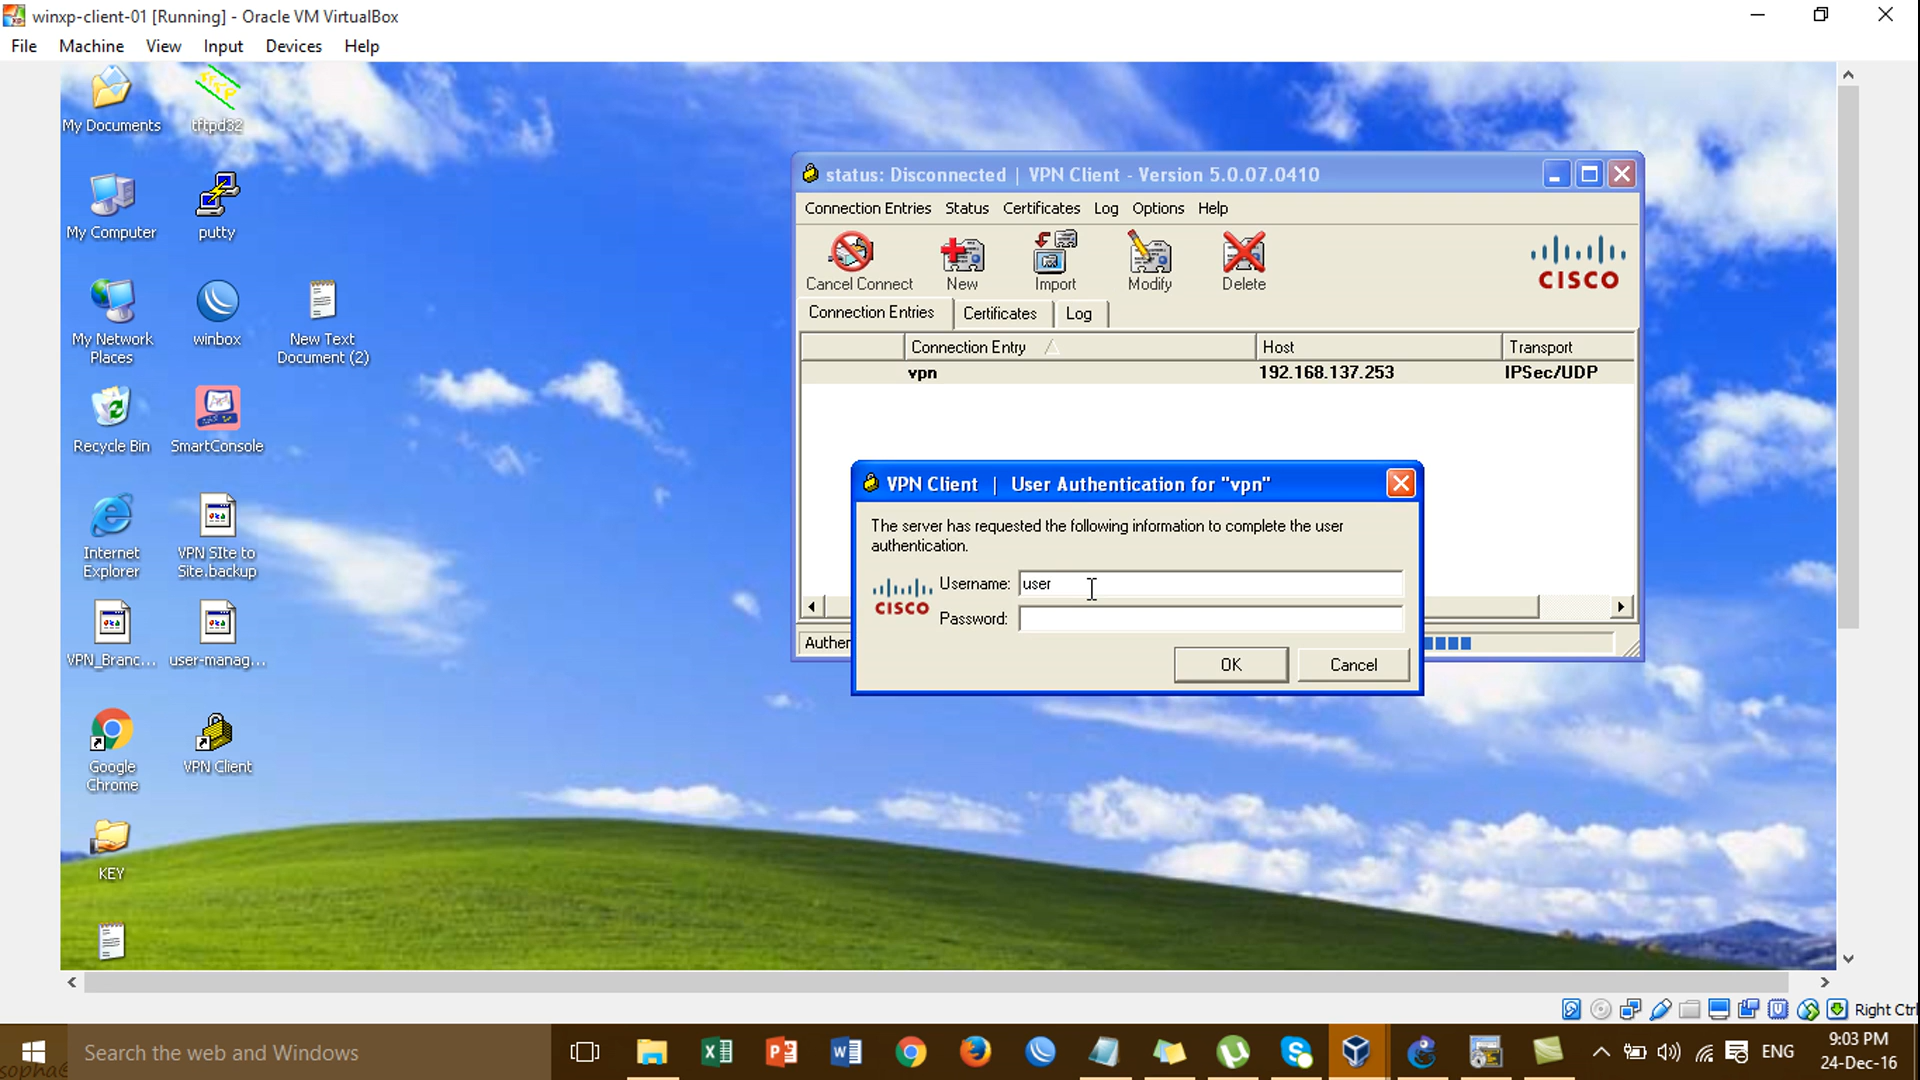 winxp-client-01 [Running] - Oracle VM VirtualBox
File Machine View Input Devices Help
My Documents
tftpd32
My Computer
putty
My Network Places
winbox
New Text Document (2)
Recycle Bin
SmartConsole
Internet Explorer
VPN SIte to Site.backup
VPN_Branc...
user-manag...
Google Chrome
VPN Client
KEY
status: Disconnected | VPN Client - Version 5.0.07.0410
Connection Entries Status Certificates Log Options Help
Cancel Connect New Import Modify Delete
CISCO
Connection Entries Certificates Log
Connection Entry Host Transport
vpn 192.168.137.253 IPSec/UDP
Authen
VPN Client | User Authentication for "vpn"
The server has requested the following information to complete the user
authentication.
CISCO
Username: user
Password:
OK Cancel
Right Ctrl
Search the web and Windows
ENG
9:03 PM
24-Dec-16